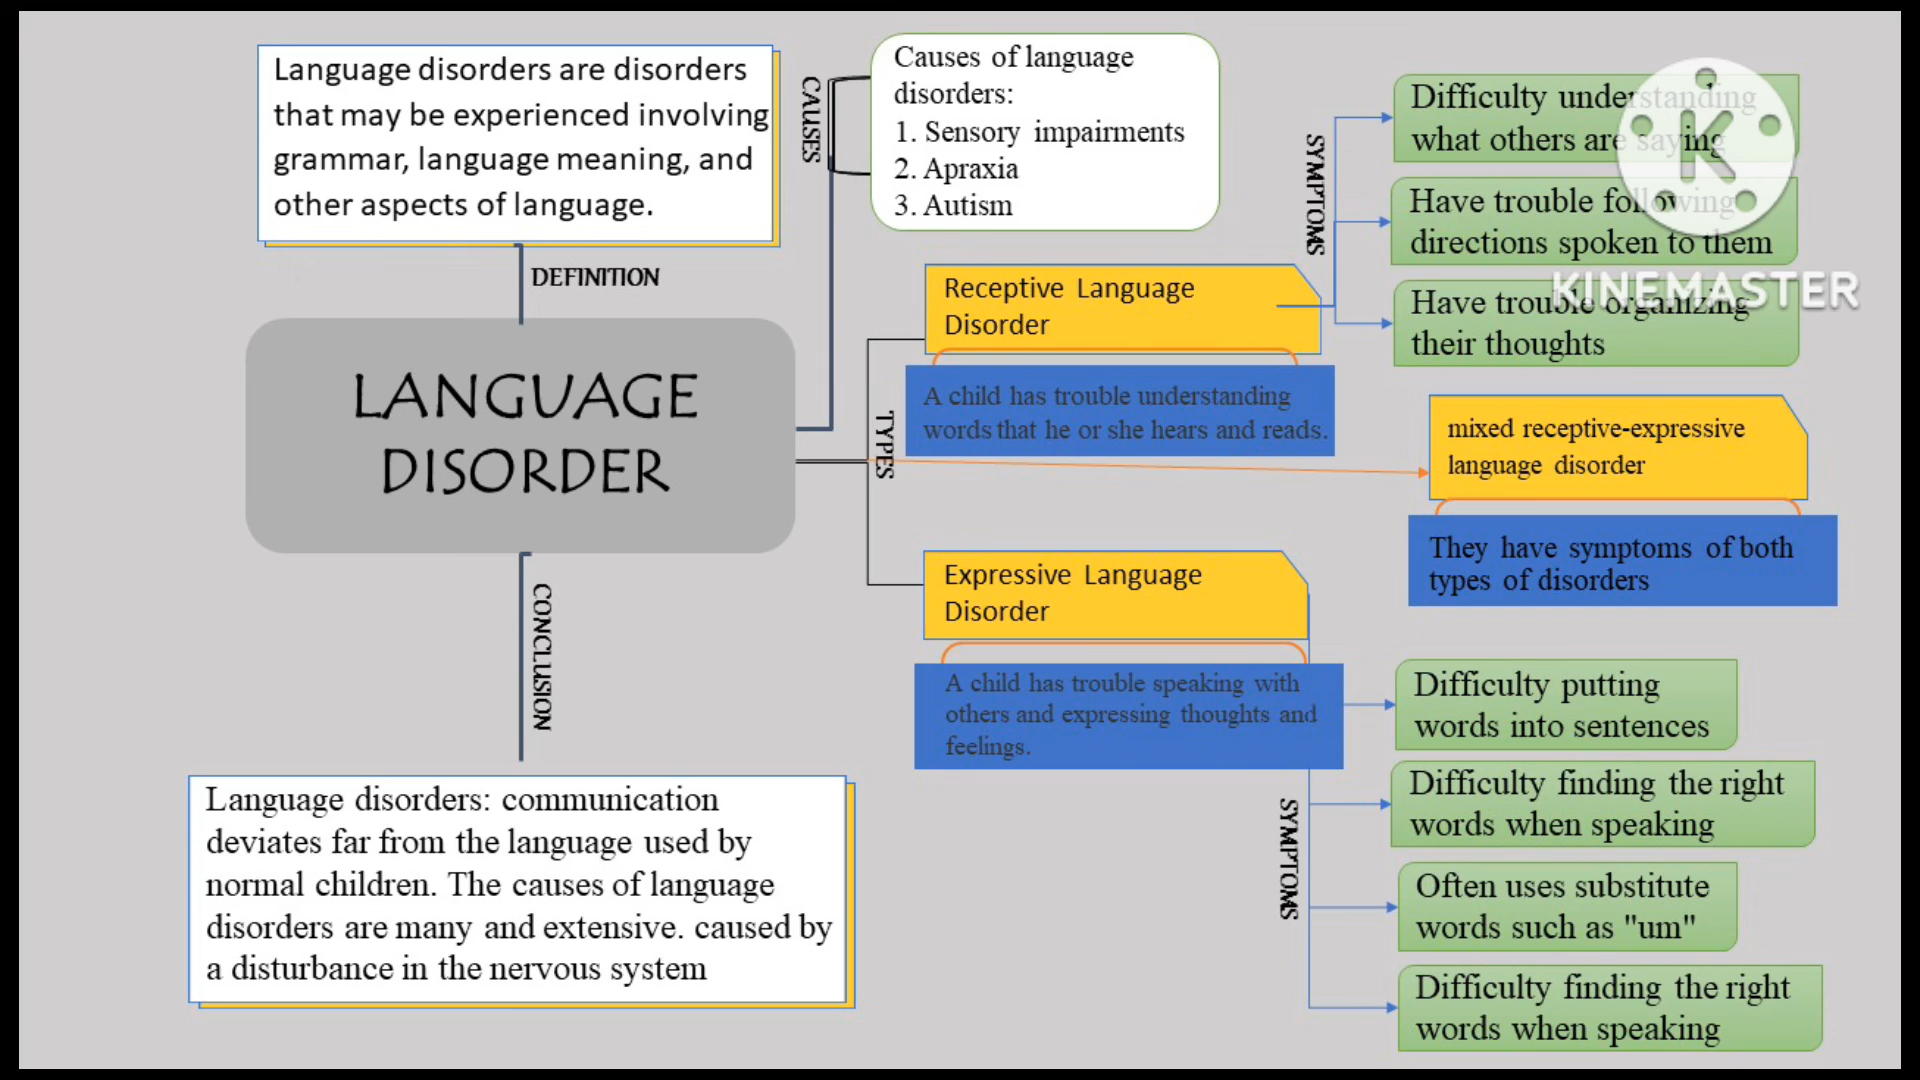 Language disorders are disorders
that may be experienced involving
grammar, language meaning, and
other aspects of language.
DEFINITION
LANGUAGE
DISORDER
CONCLUSION
Language disorders: communication
deviates far from the language used by
normal children. The causes of language
disorders are many and extensive. caused by
a disturbance in the nervous system
CAUSES
Causes of language
disorders:
1. Sensory impairments
2. Apraxia
3. Autism
TYPES
Receptive Language
Disorder
A child has trouble understanding
words that he or she hears and reads.
SYMPTOMS
Difficulty understanding
what others are saying
Have trouble following
directions spoken to them
Have trouble organizing
their thoughts
K
KINEMASTER
mixed receptive-expressive
language disorder
They have symptoms of both
types of disorders
Expressive Language
Disorder
A child has trouble speaking with
others and expressing thoughts and
feelings.
SYMPTOMS
Difficulty putting
words into sentences
Difficulty finding the right
words when speaking
Often uses substitute
words such as "um"
Difficulty finding the right
words when speaking